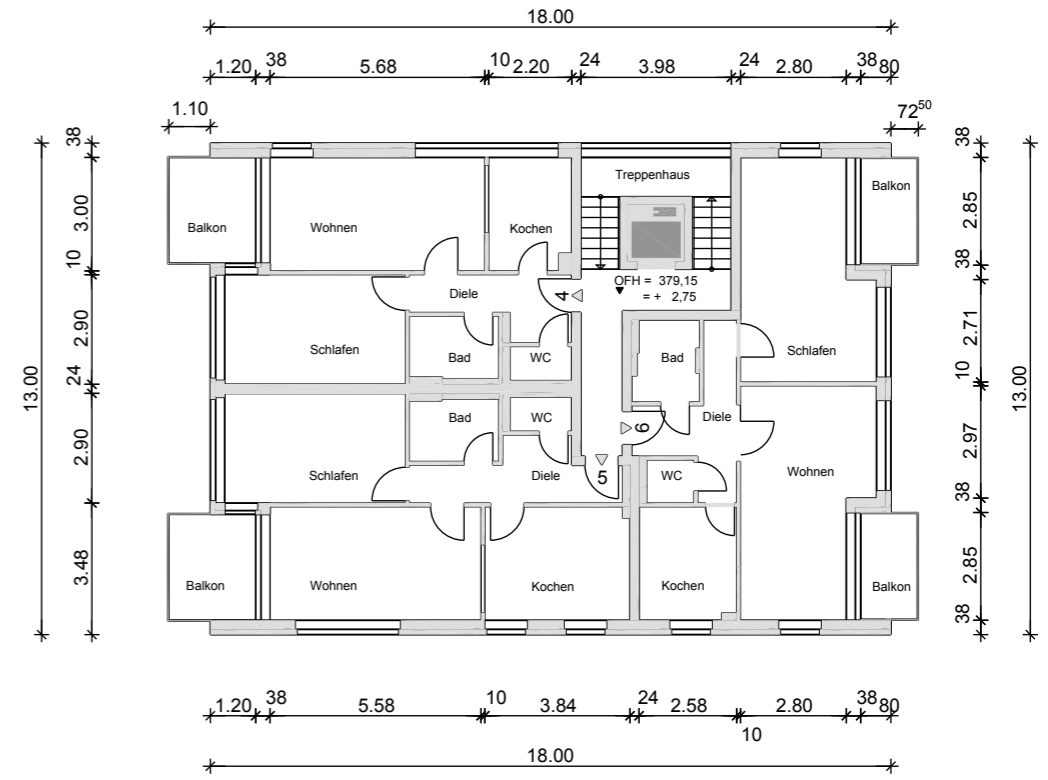 18.00
1.20 38 5.68 10 2.20 24 3.98 24 2.80 38 80
1.10 72⁵⁰
38 3.00 10 2.90 24 2.90 3.48
13.00
38 2.85 38 2.71 10 2.97 38 2.85 38
13.00
Treppenhaus
Balkon Wohnen Kochen Balkon
OFH = 379,15
= + 2,75
Diele 4
Schlafen Bad WC Bad Schlafen
Bad WC Diele
6
Schlafen Diele 5 WC Wohnen
Balkon Wohnen Kochen Kochen Balkon
1.20 38 5.58 10 3.84 24 2.58 10 2.80 38 80
18.00